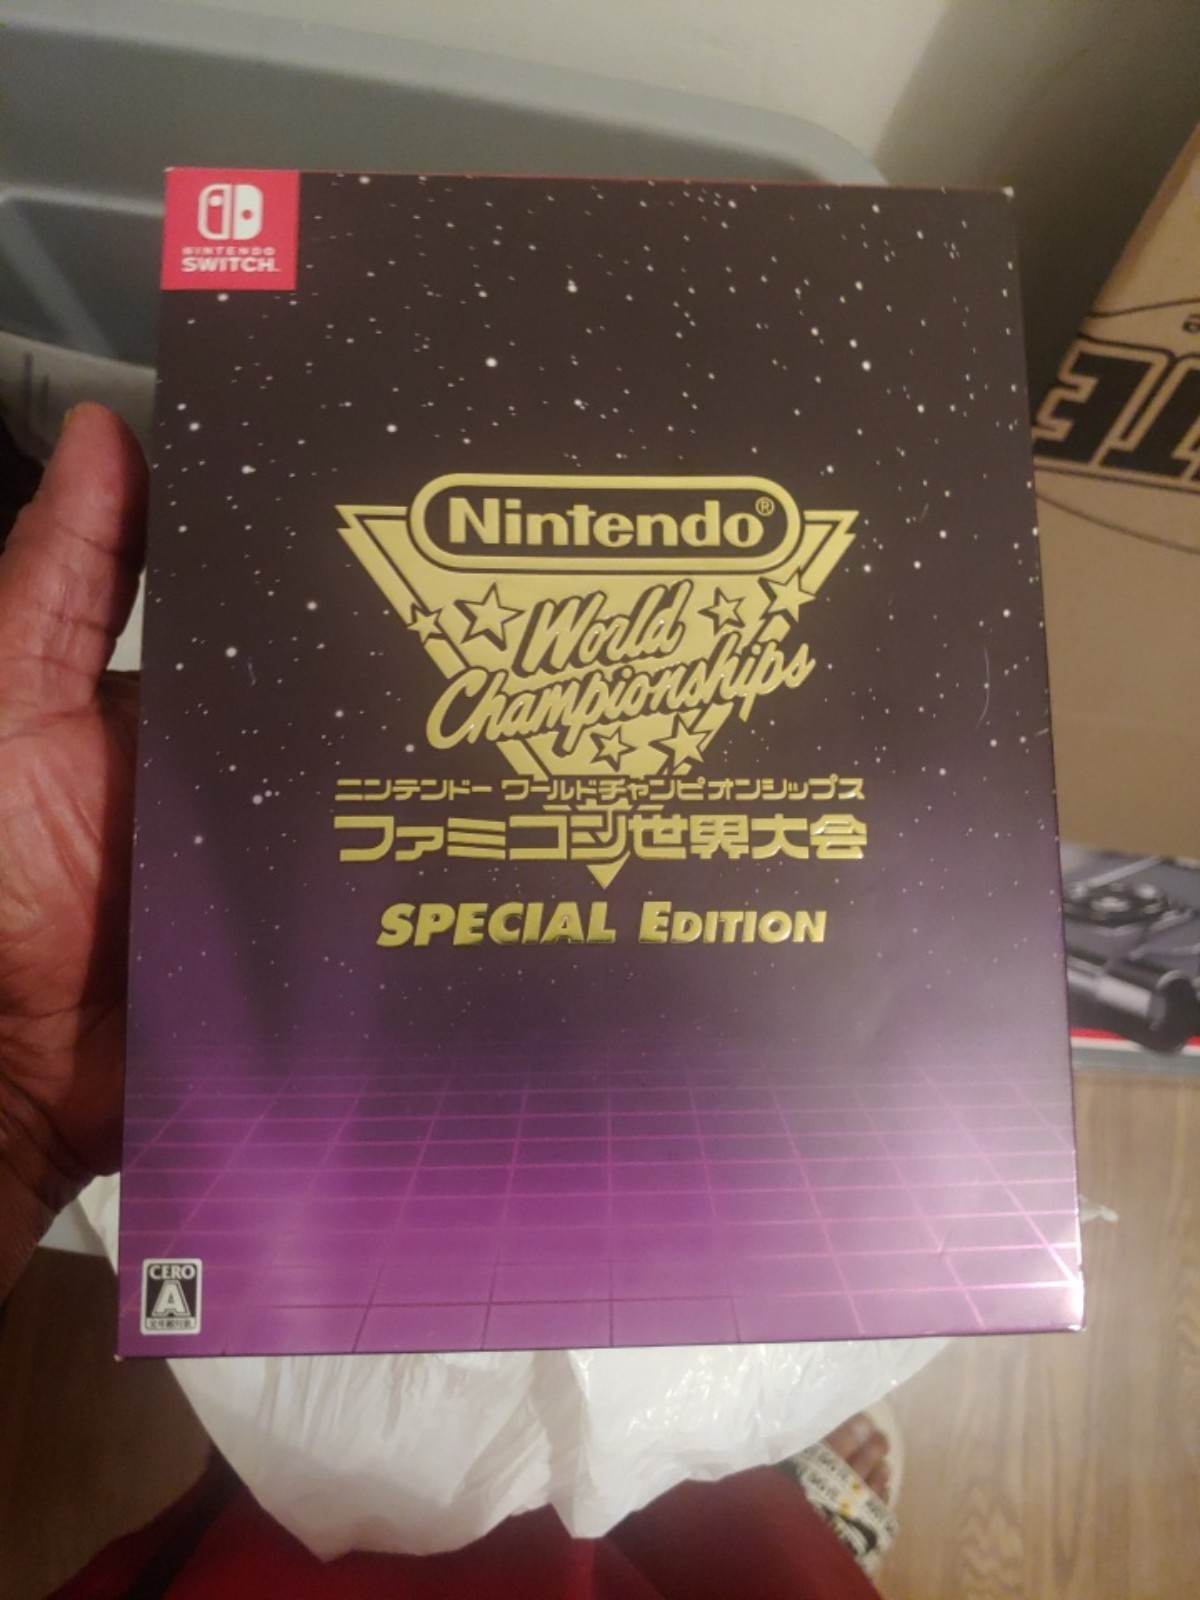 NINTENDO
SWITCH
Nintendo®
World
Championships
ニンテンドー ワールドチャンピオンシップス
ファミコン世界大会
SPECIAL EDITION
CERO
A